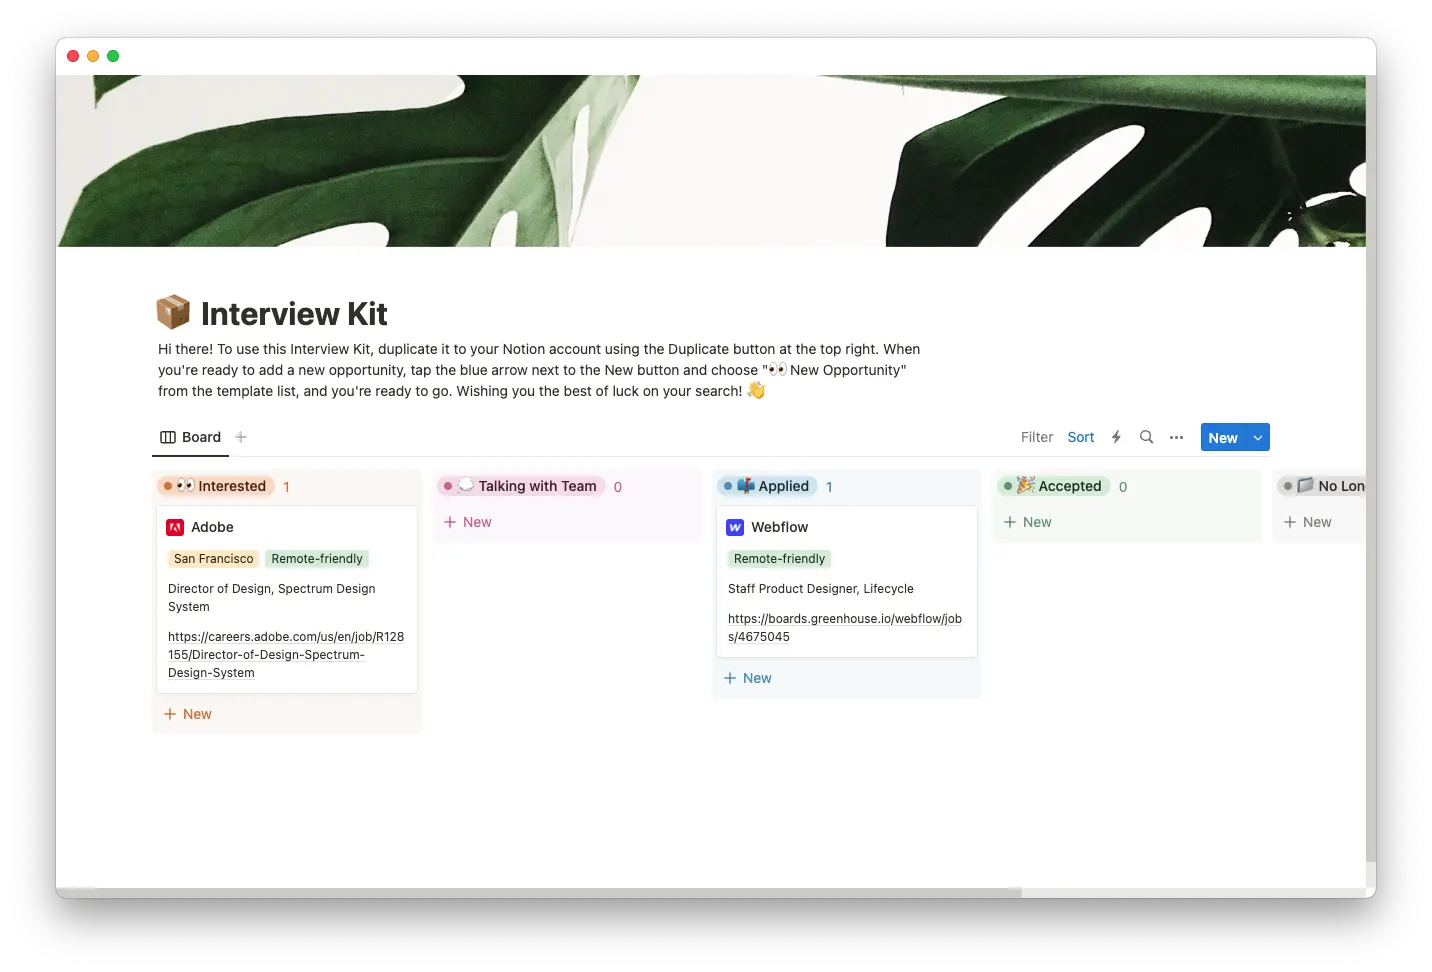 Interview Kit
Hi there! To use this Interview Kit, duplicate it to your Notion account using the Duplicate button at the top right. When
you're ready to add a new opportunity, tap the blue arrow next to the New button and choose "👀 New Opportunity"
from the template list, and you're ready to go. Wishing you the best of luck on your search! 👋
Board
Filter Sort New
Interested 1
Adobe
San Francisco Remote-friendly
Director of Design, Spectrum Design
System
https://careers.adobe.com/us/en/job/R128
155/Director-of-Design-Spectrum-
Design-System
+ New
Talking with Team 0
+ New
Applied 1
Webflow
Remote-friendly
Staff Product Designer, Lifecycle
https://boards.greenhouse.io/webflow/job
s/4675045
+ New
Accepted 0
+ New
No Lon
+ New